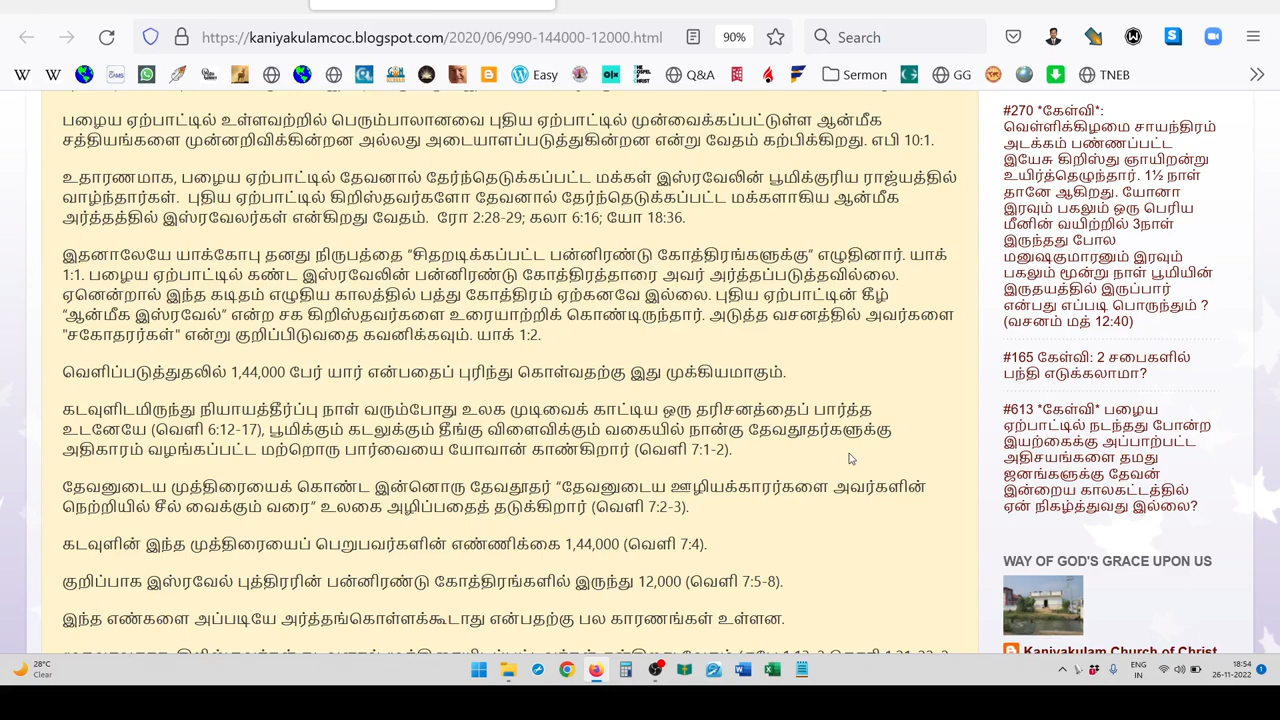 https://kaniyakulamcoc.blogspot.com/2020/06/990-144000-12000.html
90%
Search
Easy
Q&A
Sermon
GG
TNEB
பழைய ஏற்பாட்டில் உள்ளவற்றில் பெரும்பாலானவை புதிய ஏற்பாட்டில் முன்வைக்கப்பட்டுள்ள ஆன்மீக
சத்தியங்களை முன்னறிவிக்கின்றன அல்லது அடையாளப்படுத்துகின்றன என்று வேதம் கற்பிக்கிறது. எபி 10:1.
உதாரணமாக, பழைய ஏற்பாட்டில் தேவனால் தேர்ந்தெடுக்கப்பட்ட மக்கள் இஸ்ரவேலின் பூமிக்குரிய ராஜ்யத்தில்
வாழ்ந்தார்கள். புதிய ஏற்பாட்டில் கிறிஸ்தவர்களோ தேவனால் தேர்ந்தெடுக்கப்பட்ட மக்களாகிய ஆன்மீக
அர்த்தத்தில் இஸ்ரவேலர்கள் என்கிறது வேதம். ரோ 2:28-29; கலா 6:16; யோ 18:36.
இதனாலேயே யாக்கோபு தனது நிருபத்தை “சிதறடிக்கப்பட்ட பன்னிரண்டு கோத்திரங்களுக்கு” எழுதினார். யாக்
1:1. பழைய ஏற்பாட்டில் கண்ட இஸ்ரவேலின் பன்னிரண்டு கோத்திரத்தாரை அவர் அர்த்தப்படுத்தவில்லை.
ஏனென்றால் இந்த கடிதம் எழுதிய காலத்தில் பத்து கோத்திரம் ஏற்கனவே இல்லை. புதிய ஏற்பாட்டின் கீழ்
“ஆன்மீக இஸ்ரவேல்” என்ற சக கிறிஸ்தவர்களை உரையாற்றிக் கொண்டிருந்தார். அடுத்த வசனத்தில் அவர்களை
"சகோதரர்கள்" என்று குறிப்பிடுவதை கவனிக்கவும். யாக் 1:2.
வெளிப்படுத்துதலில் 1,44,000 பேர் யார் என்பதைப் புரிந்து கொள்வதற்கு இது முக்கியமாகும்.
கடவுளிடமிருந்து நியாயத்தீர்ப்பு நாள் வரும்போது உலக முடிவைக் காட்டிய ஒரு தரிசனத்தைப் பார்த்த
உடனேயே (வெளி 6:12-17), பூமிக்கும் கடலுக்கும் தீங்கு விளைவிக்கும் வகையில் நான்கு தேவதூதர்களுக்கு
அதிகாரம் வழங்கப்பட்ட மற்றொரு பார்வையை யோவான் காண்கிறார் (வெளி 7:1-2).
தேவனுடைய முத்திரையைக் கொண்ட இன்னொரு தேவதூதர் “தேவனுடைய ஊழியக்காரர்களை அவர்களின்
நெற்றியில் சீல் வைக்கும் வரை” உலகை அழிப்பதைத் தடுக்கிறார் (வெளி 7:2-3).
கடவுளின் இந்த முத்திரையைப் பெறுபவர்களின் எண்ணிக்கை 1,44,000 (வெளி 7:4).
குறிப்பாக இஸ்ரவேல் புத்திரரின் பன்னிரண்டு கோத்திரங்களில் இருந்து 12,000 (வெளி 7:5-8).
இந்த எண்களை அப்படியே அர்த்தங்கொள்ளக்கூடாது என்பதற்கு பல காரணங்கள் உள்ளன.
#270 *கேள்வி*:
வெள்ளிக்கிழமை சாயந்திரம்
அடக்கம் பண்ணப்பட்ட
இயேசு கிறிஸ்து ஞாயிறன்று
உயிர்த்தெழுந்தார். 1½ நாள்
தானே ஆகிறது. யோனா
இரவும் பகலும் ஒரு பெரிய
மீனின் வயிற்றில் 3நாள்
இருந்தது போல
மனுஷகுமாரனும் இரவும்
பகலும் மூன்று நாள் பூமியின்
இருதயத்தில் இருப்பார்
என்பது எப்படி பொருந்தும் ?
(வசனம் மத் 12:40)
#165 கேள்வி: 2 சபைகளில்
பந்தி எடுக்கலாமா?
#613 *கேள்வி* பழைய
ஏற்பாட்டில் நடந்தது போன்ற
இயற்கைக்கு அப்பாற்பட்ட
அதிசயங்களை தமது
ஜனங்களுக்கு தேவன்
இன்றைய காலகட்டத்தில்
ஏன் நிகழ்த்துவது இல்லை?
WAY OF GOD'S GRACE UPON US
Kaniyakulam Church of Christ
28°C
Clear
ENG
IN
18:54
26-11-2022